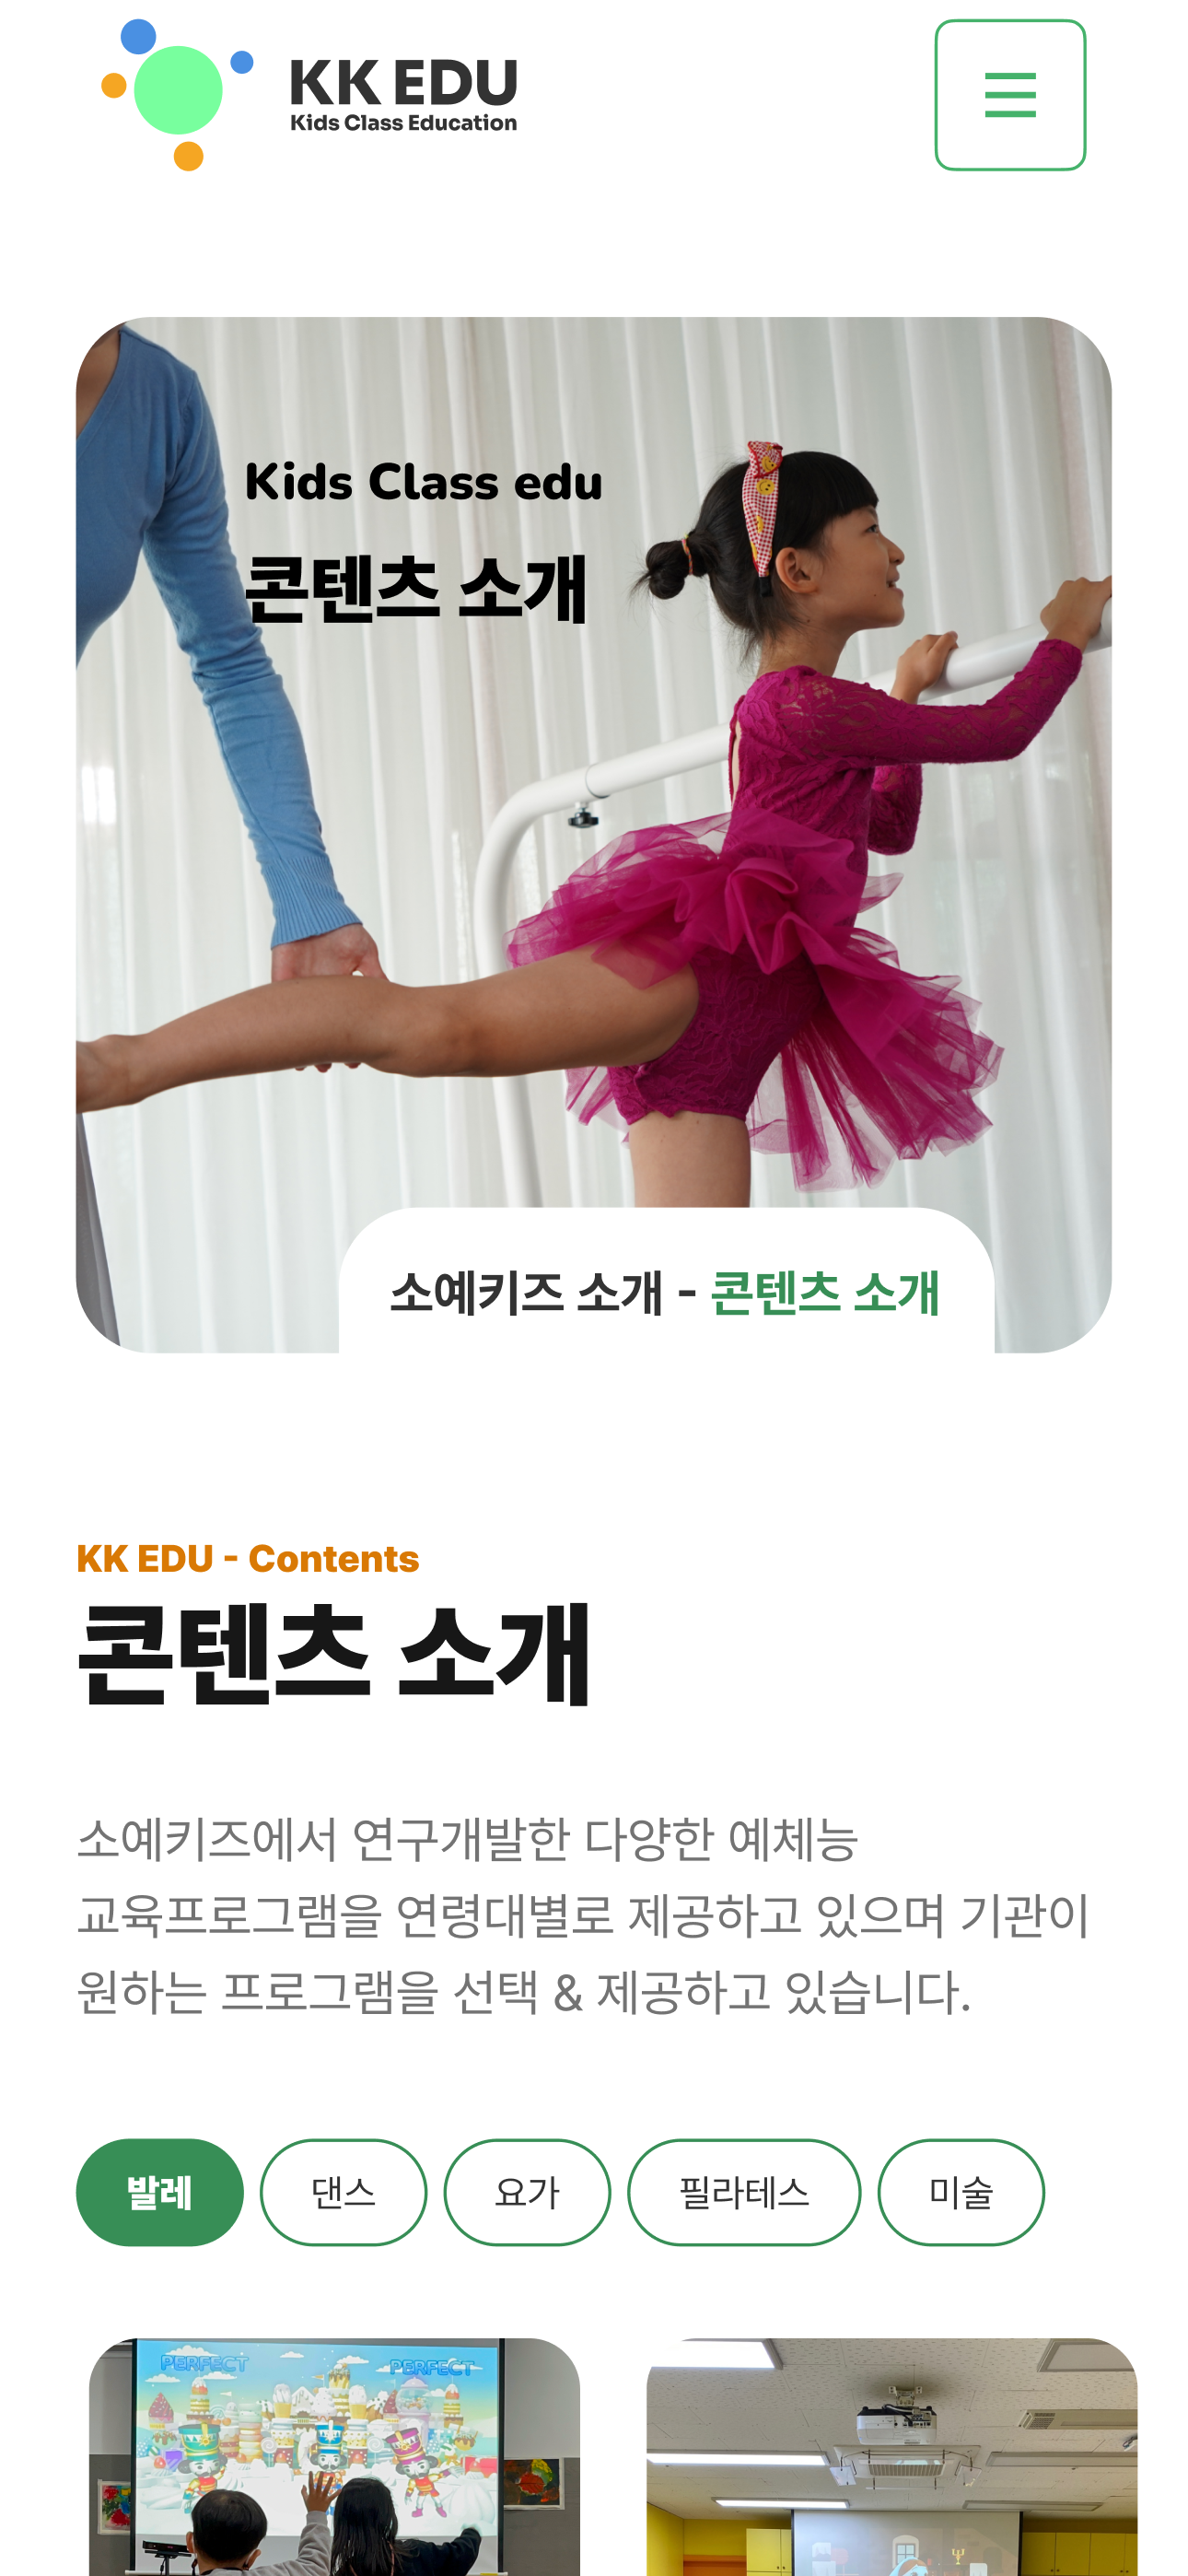 KK EDU
Kids Class Education
Kids Class edu
콘텐츠 소개
소예키즈 소개 - 콘텐츠 소개
KK EDU - Contents
콘텐츠 소개
소예키즈에서 연구개발한 다양한 예체능
교육프로그램을 연령대별로 제공하고 있으며 기관이
원하는 프로그램을 선택 & 제공하고 있습니다.
발레
댄스
요가
필라테스
미술
PERFECT
PERFECT